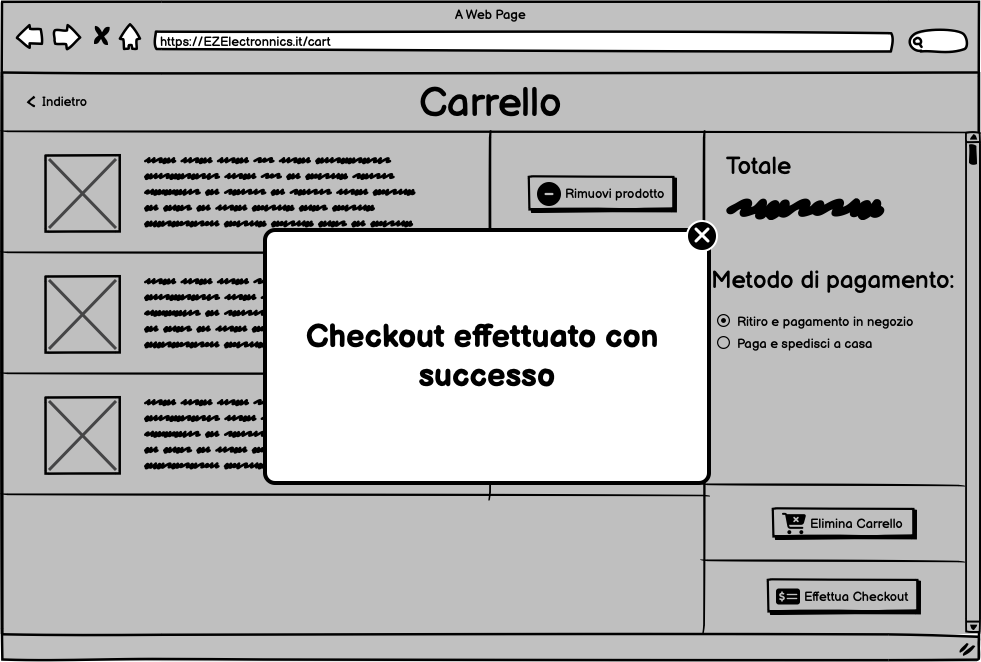 A Web Page
https://EZElectronnics.it/cart
Indietro
Carrello
Rimuovi prodotto
Totale
Checkout effettuato con
successo
Metodo di pagamento:
Ritiro e pagamento in negozio
Paga e spedisci a casa
Elimina Carrello
Effettua Checkout